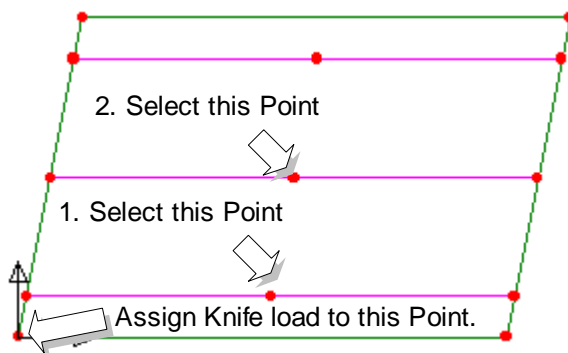 2. Select this Point
1. Select this Point
Assign Knife load to this Point.